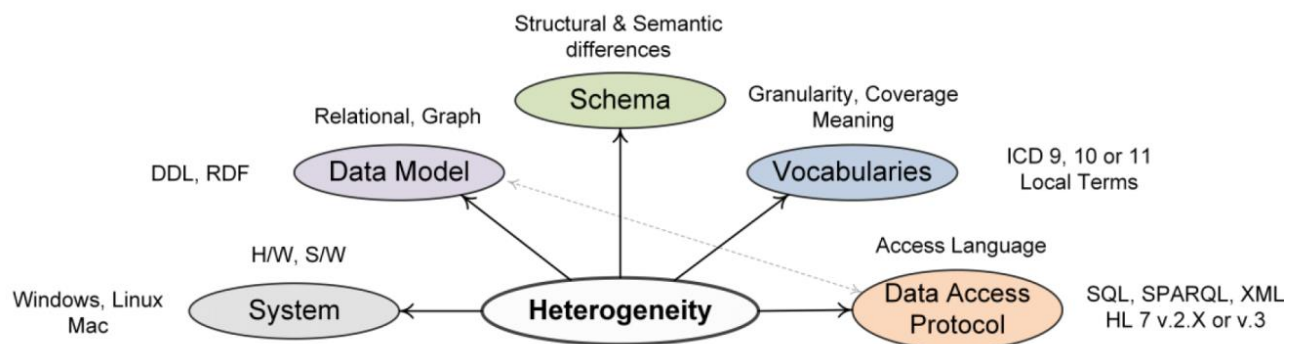 Structural & Semantic
differences
Schema
Granularity, Coverage
Meaning
Relational, Graph
DDL, RDF
Data Model
Vocabularies
ICD 9, 10 or 11
Local Terms
H/W, S/W
Access Language
Windows, Linux
Mac
System
Heterogeneity
Data Access
Protocol
SQL, SPARQL, XML
HL 7 v.2.X or v.3